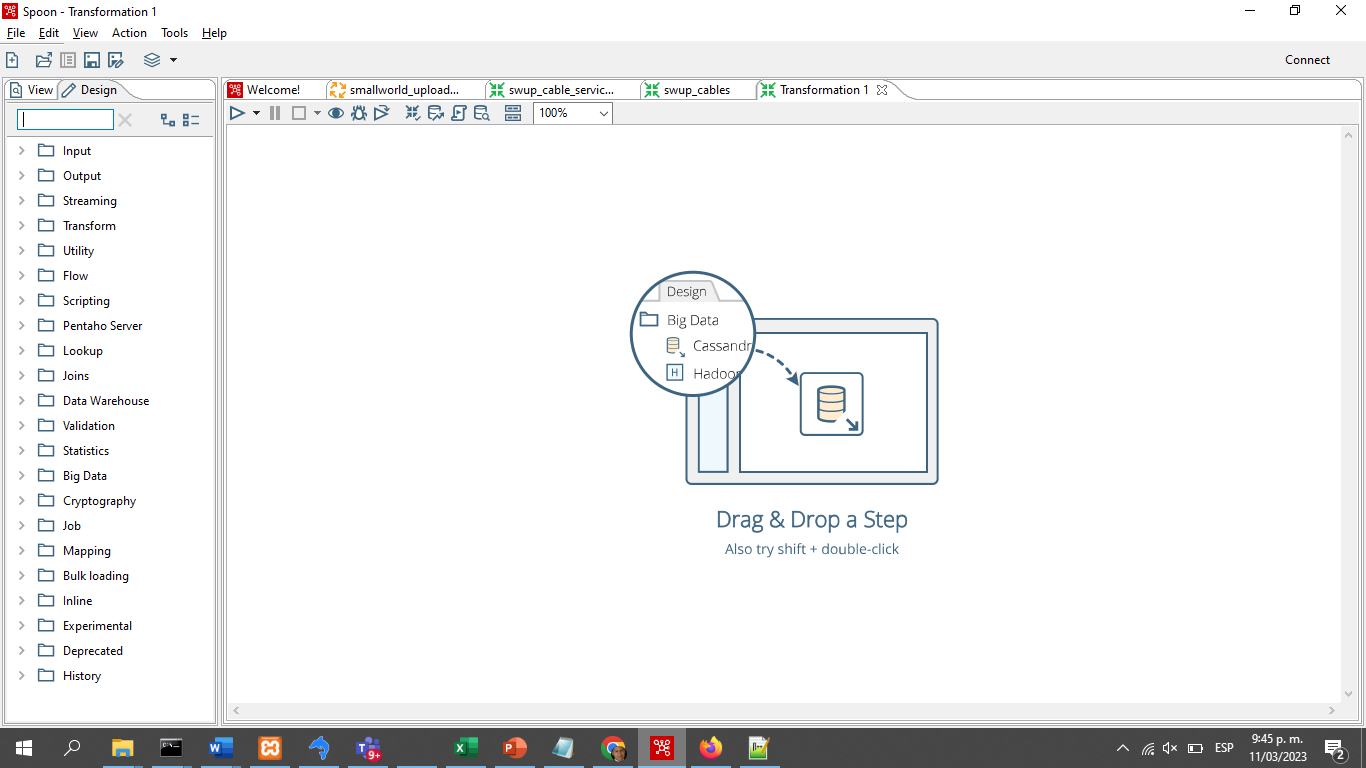 Spoon - Transformation 1
File Edit View Action Tools Help
Connect
View Design
Welcome! smallworld_upload... swup_cable_servic... swup_cables Transformation 1
100%
Input
Output
Streaming
Transform
Utility
Flow
Scripting
Pentaho Server
Lookup
Joins
Data Warehouse
Validation
Statistics
Big Data
Cryptography
Job
Mapping
Bulk loading
Inline
Experimental
Deprecated
History
Design
Big Data
Cassandr
H Hadoop
Drag & Drop a Step
Also try shift + double-click
9+
ESP
9:45 p. m.
11/03/2023
2